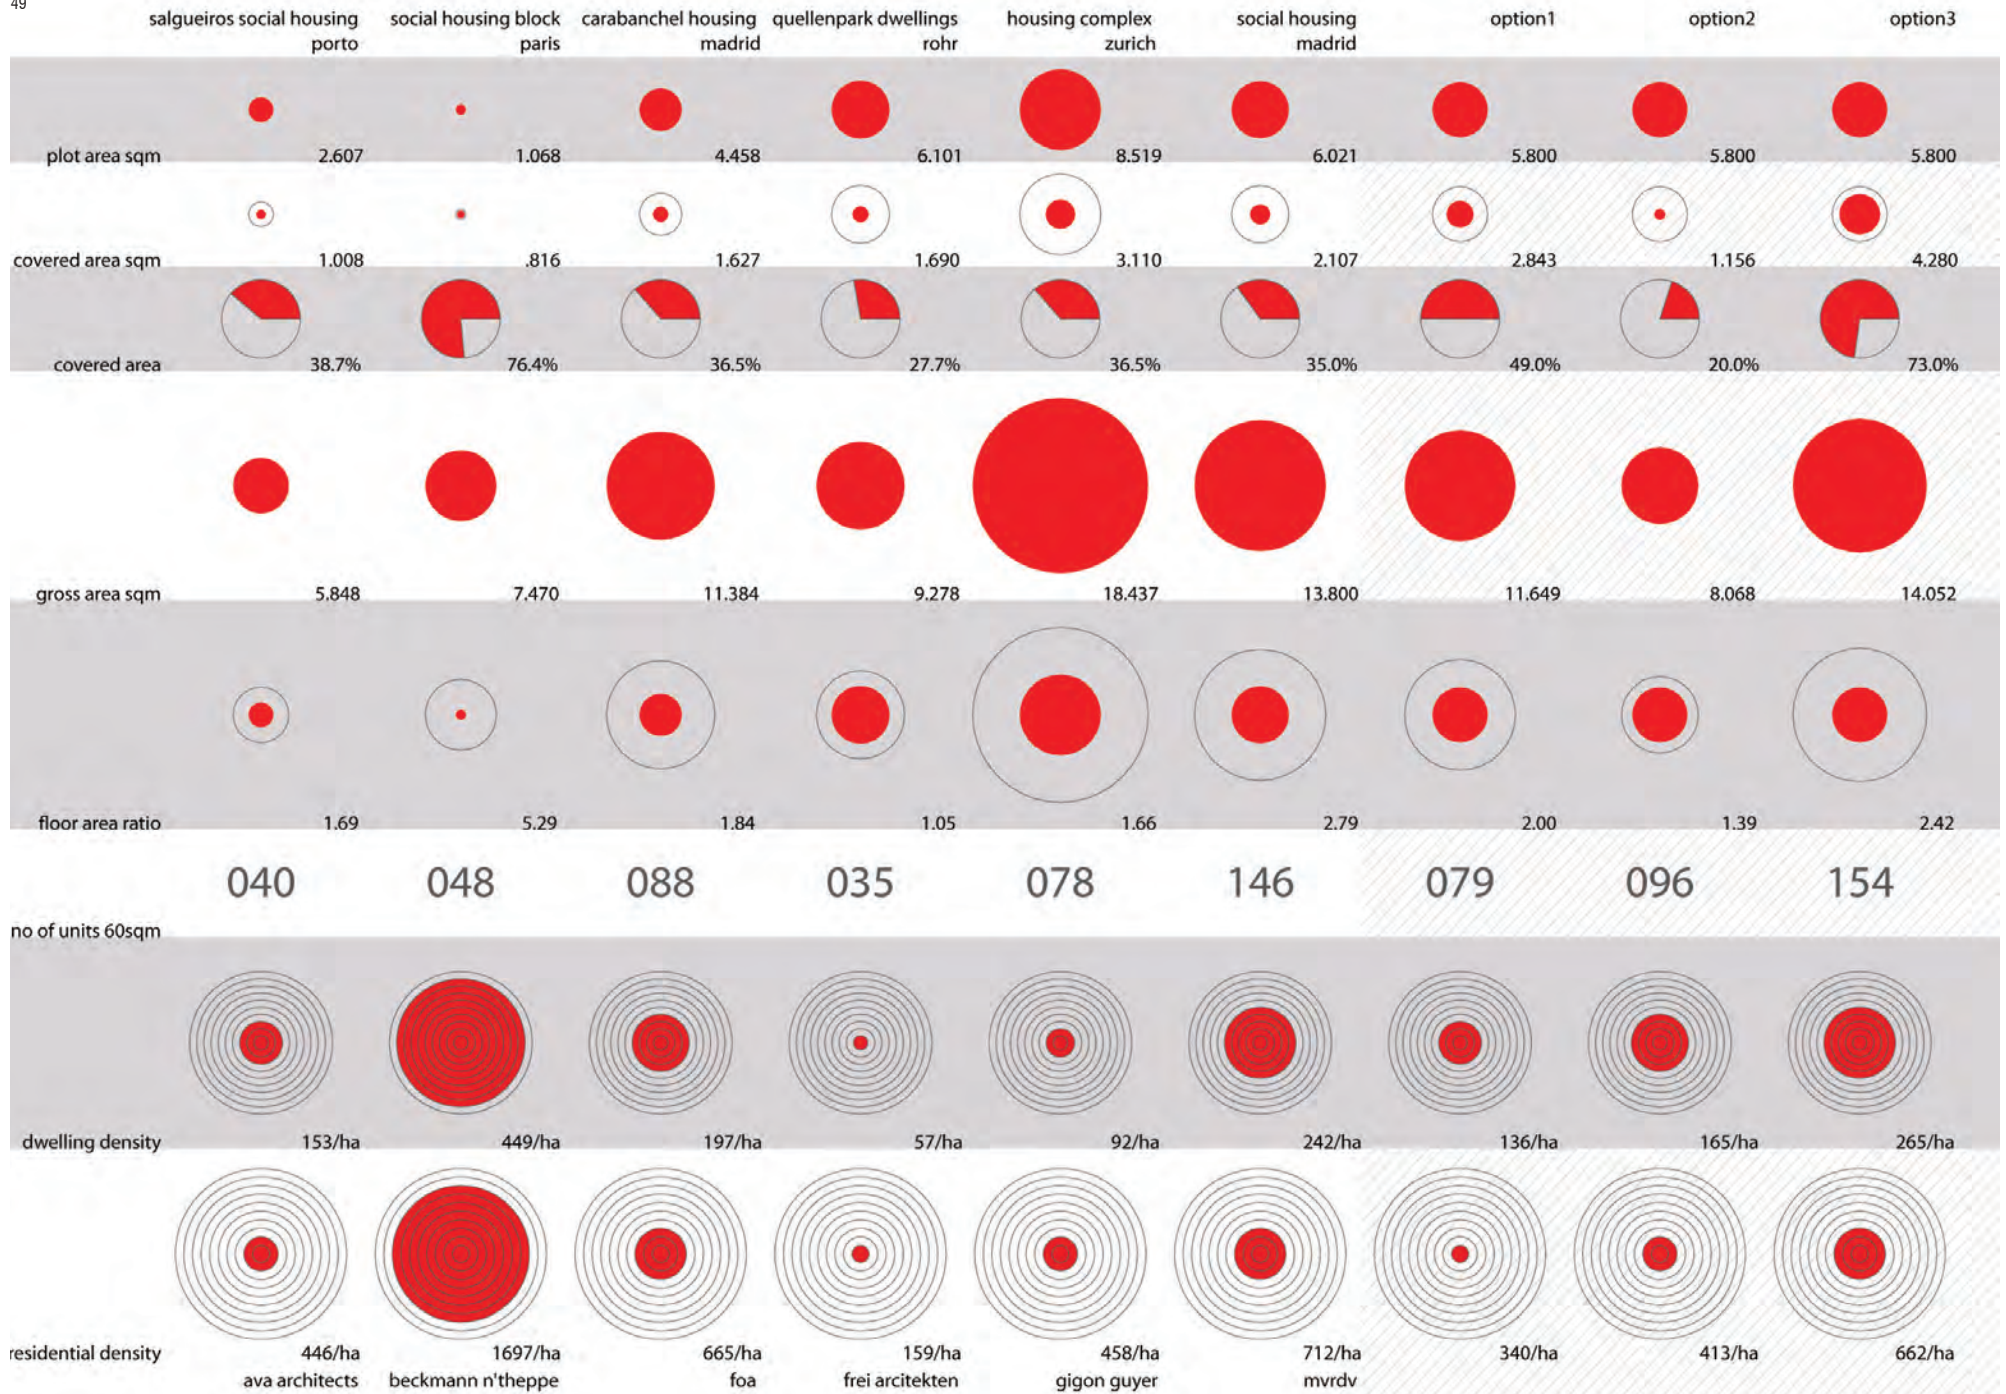 49
salgueiros social housing social housing block carabanchel housing quellenpark dwellings housing complex social housing option1 option2 option3
porto paris madrid rohr zurich madrid
plot area sqm 2.607 1.068 4.458 6.101 8.519 6.021 5.800 5.800 5.800
covered area sqm 1.008 .816 1.627 1.690 3.110 2.107 2.843 1.156 4.280
covered area 38.7% 76.4% 36.5% 27.7% 36.5% 35.0% 49.0% 20.0% 73.0%
gross area sqm 5.848 7.470 11.384 9.278 18.437 13.800 11.649 8.068 14.052
floor area ratio 1.69 5.29 1.84 1.05 1.66 2.79 2.00 1.39 2.42
040 048 088 035 078 146 079 096 154
no of units 60sqm
dwelling density 153/ha 449/ha 197/ha 57/ha 92/ha 242/ha 136/ha 165/ha 265/ha
residential density 446/ha 1697/ha 665/ha 159/ha 458/ha 712/ha 340/ha 413/ha 662/ha
ava architects beckmann n'theppe foa frei arcitekten gigon guyer mvrdv